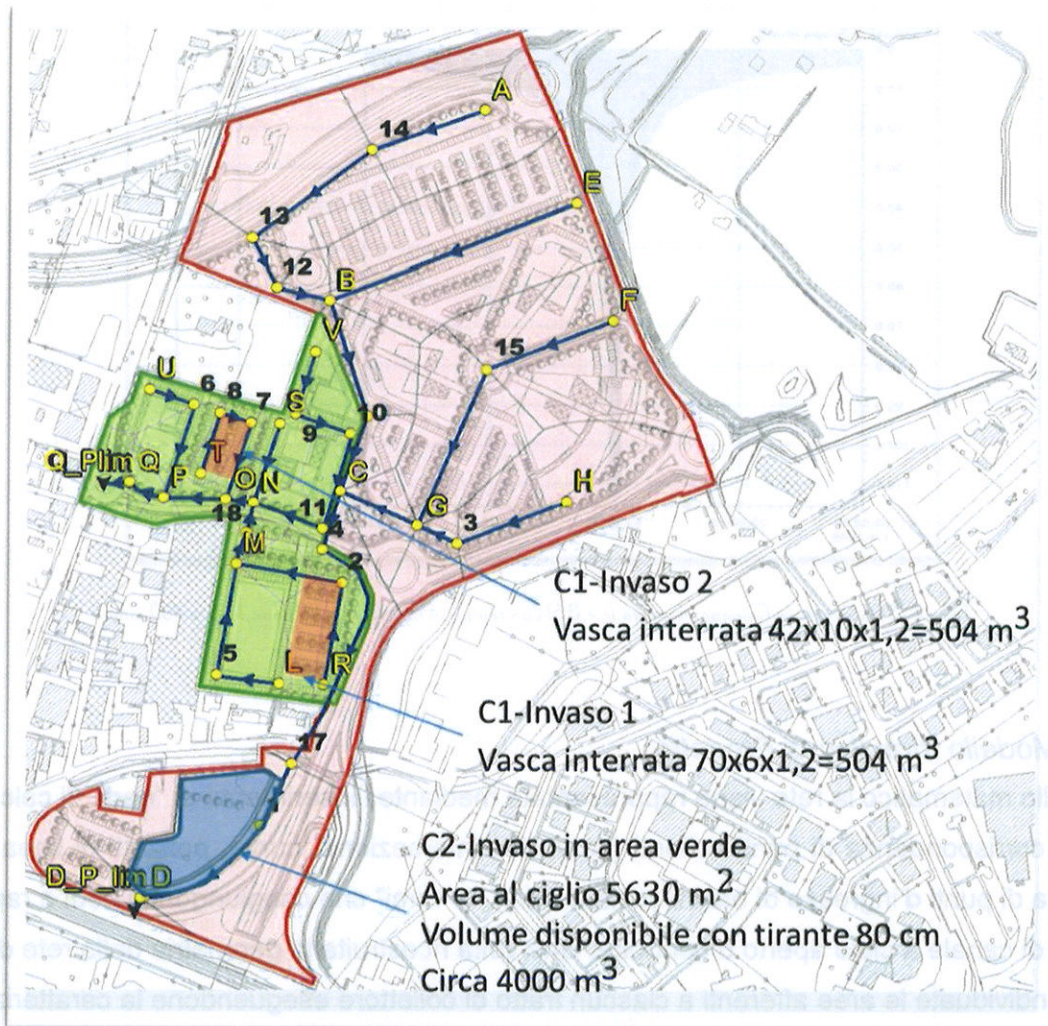 A
14
E
13
12
B
F
V
15
U
6
8
7
S
10
9
T
Q_Plim Q
P
O
N
C
G
H
18
11
4
3
M
2
5
L
R
17
1
D_P_lim D
C1-Invaso 2
Vasca interrata 42x10x1,2=504 m³
C1-Invaso 1
Vasca interrata 70x6x1,2=504 m³
C2-Invaso in area verde
Area al ciglio 5630 m²
Volume disponibile con tirante 80 cm
Circa 4000 m³